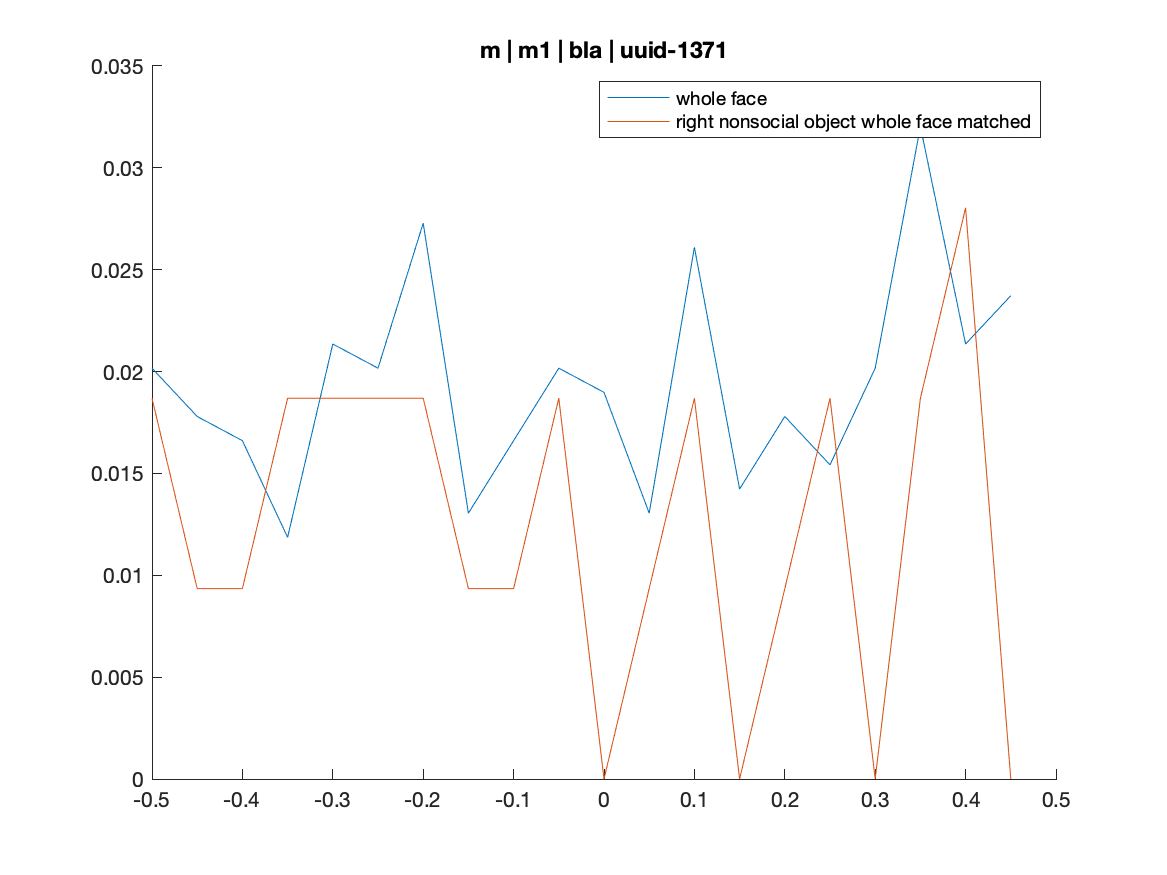 m | m1 | bla | uuid-1371
0.035
whole face
right nonsocial object whole face matched
0.03
0.025
0.02
0.015
0.01
0.005
0
-0.5 -0.4 -0.3 -0.2 -0.1 0 0.1 0.2 0.3 0.4 0.5